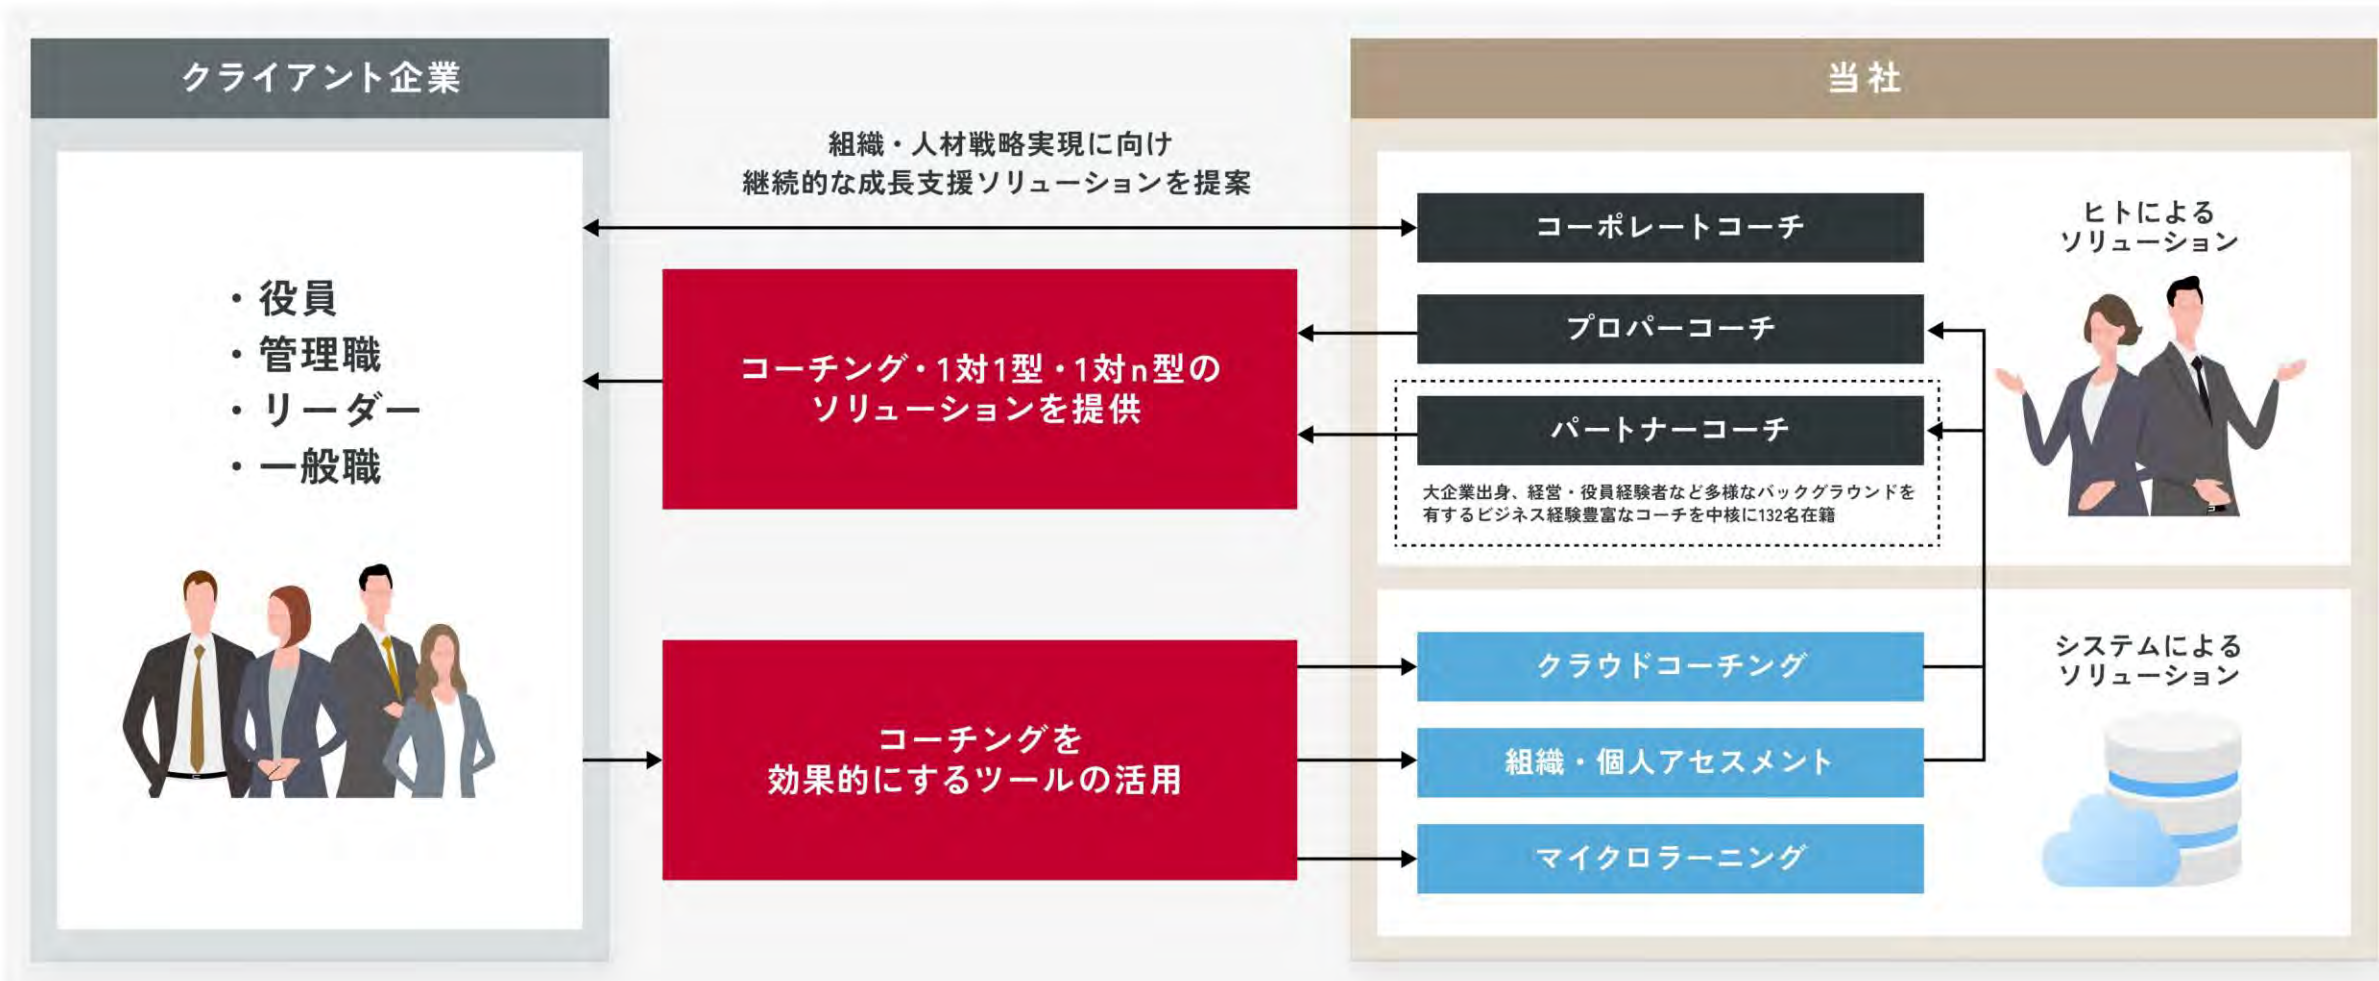 クライアント企業
・役員
・管理職
・リーダー
・一般職
組織・人材戦略実現に向け
継続的な成長支援ソリューションを提案
コーチング・1対1型・1対n型の
ソリューションを提供
コーチングを
効果的にするツールの活用
当社
コーポレートコーチ
プロパーコーチ
パートナーコーチ
大企業出身、経営・役員経験者など多様なバックグラウンドを
有するビジネス経験豊富なコーチを中核に132名在籍
ヒトによる
ソリューション
クラウドコーチング
組織・個人アセスメント
マイクロラーニング
システムによる
ソリューション